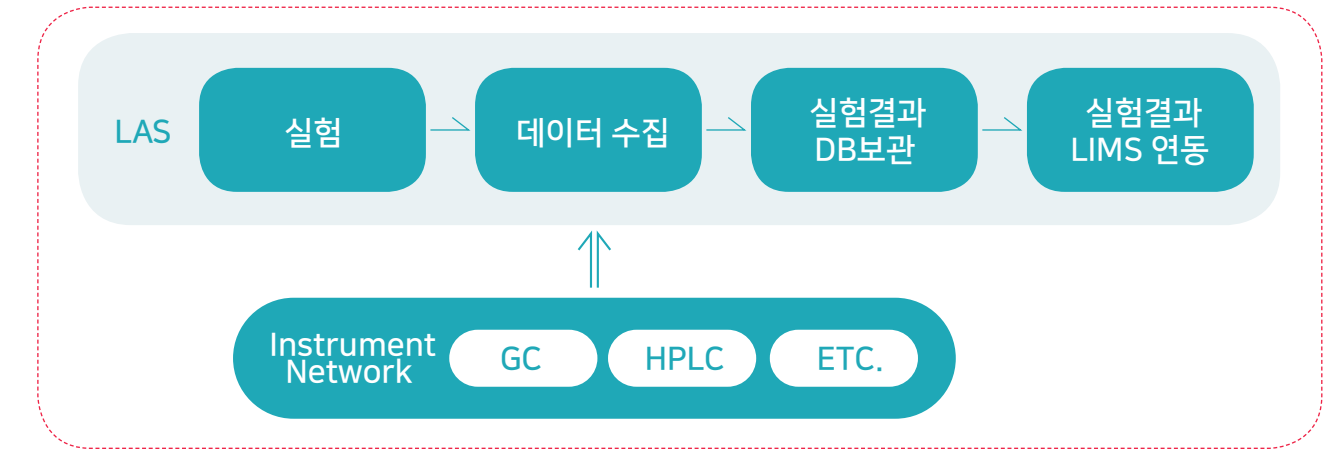 LAS
실험
데이터 수집
실험결과
DB보관
실험결과
LIMS 연동
Instrument
Network
GC
HPLC
ETC.